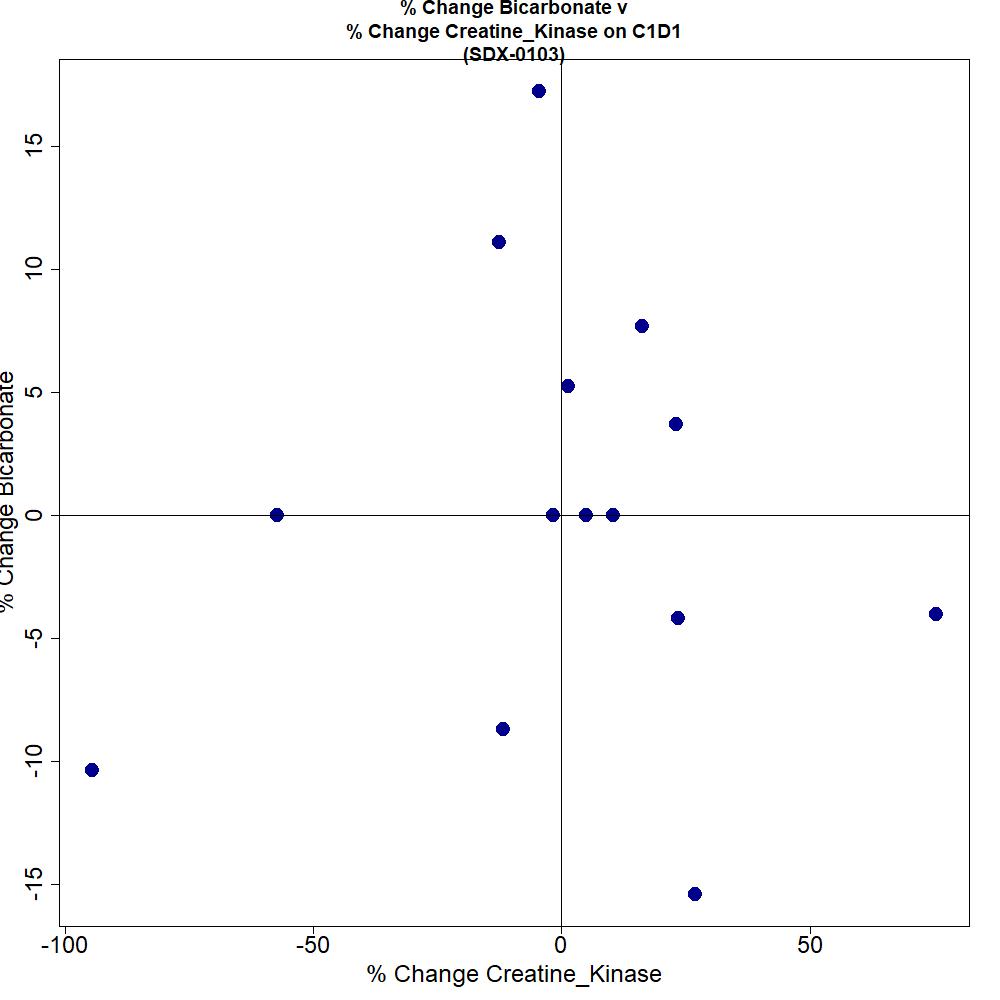 % Change Bicarbonate v
% Change Creatine_Kinase on C1D1
(SDX-0103)
% Change Bicarbonate
15
10
5
0
-5
-10
-15
-100
-50
0
50
% Change Creatine_Kinase